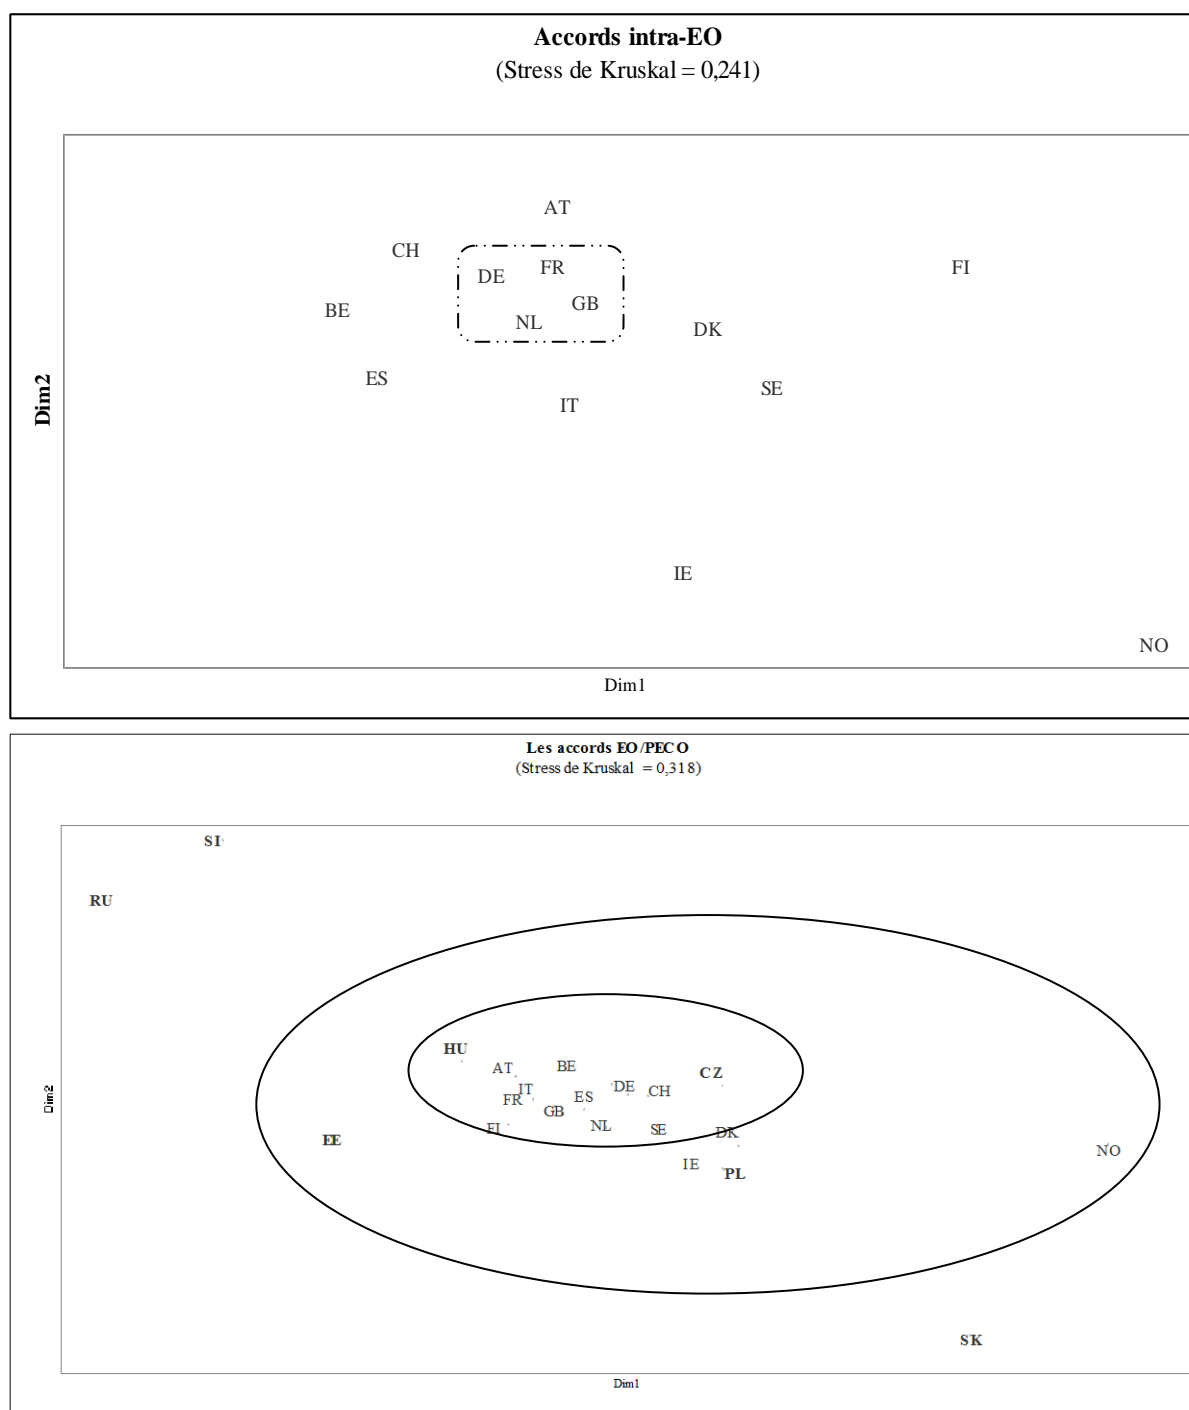 Accords intra-EO
(Stress de Kruskal = 0,241)
AT
CH
FR
FI
DE
GB
BE
NL
DK
ES
SE
IT
Dim2
IE
NO
Dim1
Les accords EO/PECO
(Stress de Kruskal = 0,318)
SI
RU
HU
AT
BE
CZ
IT
DE
CH
FR
ES
GB
FI
NL
SE
DK
EE
NO
IE
PL
Dim2
SK
Dim1